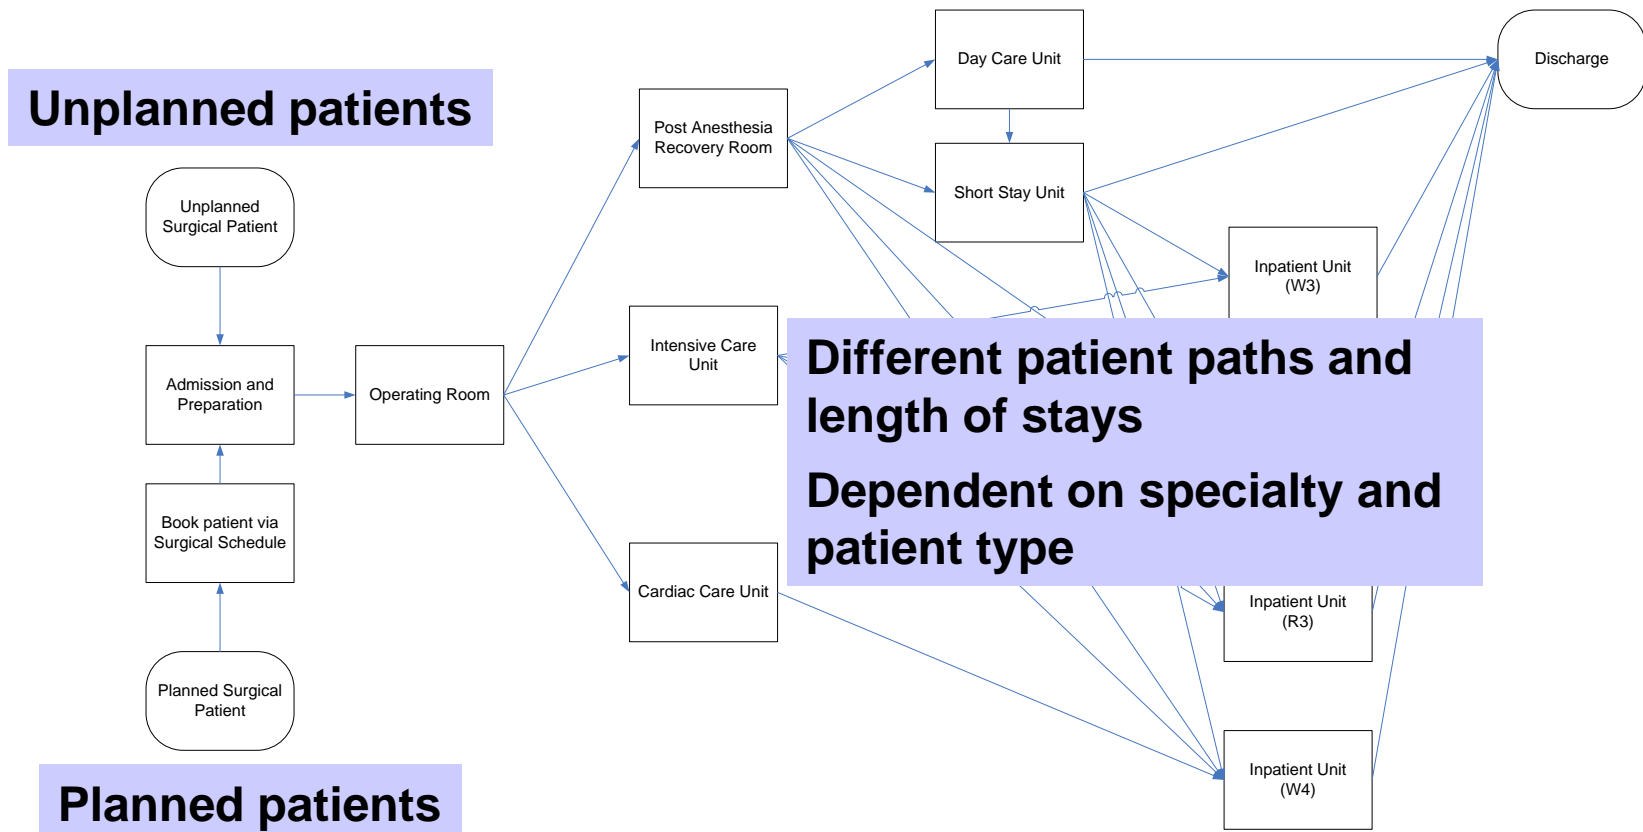 Unplanned patients
Unplanned
Surgical Patient
Admission and
Preparation
Book patient via
Surgical Schedule
Planned Surgical
Patient
Planned patients
Operating Room
Post Anesthesia
Recovery Room
Intensive Care
Unit
Cardiac Care Unit
Day Care Unit
Short Stay Unit
Discharge
Inpatient Unit
(W3)
Different patient paths and
length of stays
Dependent on specialty and
patient type
Inpatient Unit
(R3)
Inpatient Unit
(W4)